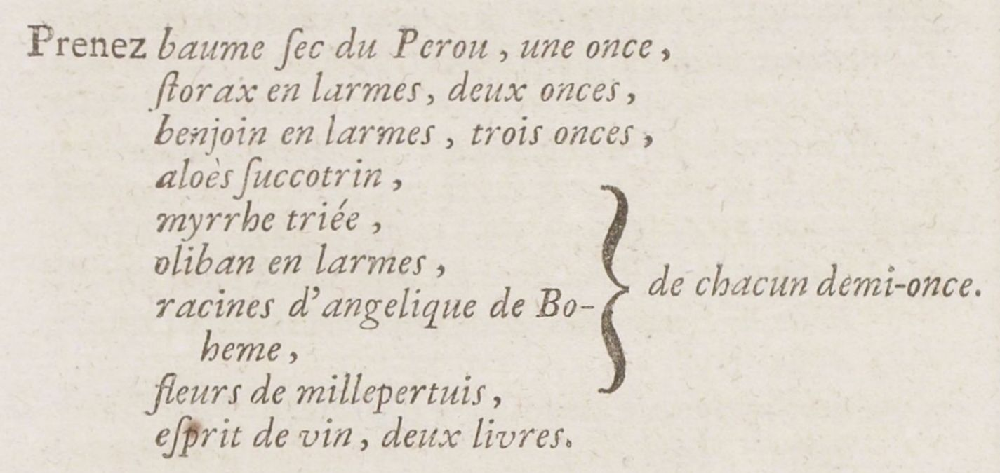 Prenez baume ſec du Perou, une once,
ſtorax en larmes, deux onces,
benjoin en larmes, trois onces,
aloès ſuccotrin,
myrrhe triée,
oliban en larmes,
racines d'angelique de Bo-
heme,
fleurs de millepertuis,
de chacun demi-once.
eſprit de vin, deux livres.